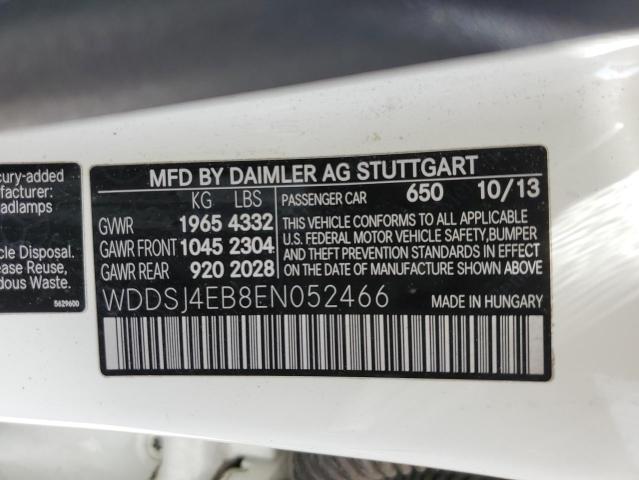 cury-added
ufacturer:
eadlamps
cle Disposal.
ease Reuse,
dous Waste.
5629600
MFD BY DAIMLER AG STUTTGART
KG LBS
GVWR 1965 4332
GAWR FRONT 1045 2304
GAWR REAR 920 2028
PASSENGER CAR 650 10/13
THIS VEHICLE CONFORMS TO ALL APPLICABLE
U.S. FEDERAL MOTOR VEHICLE SAFETY, BUMPER
AND THEFT PREVENTION STANDARDS IN EFFECT
ON THE DATE OF MANUFACTURE SHOWN ABOVE
WDDSJ4EB8EN052466 MADE IN HUNGARY